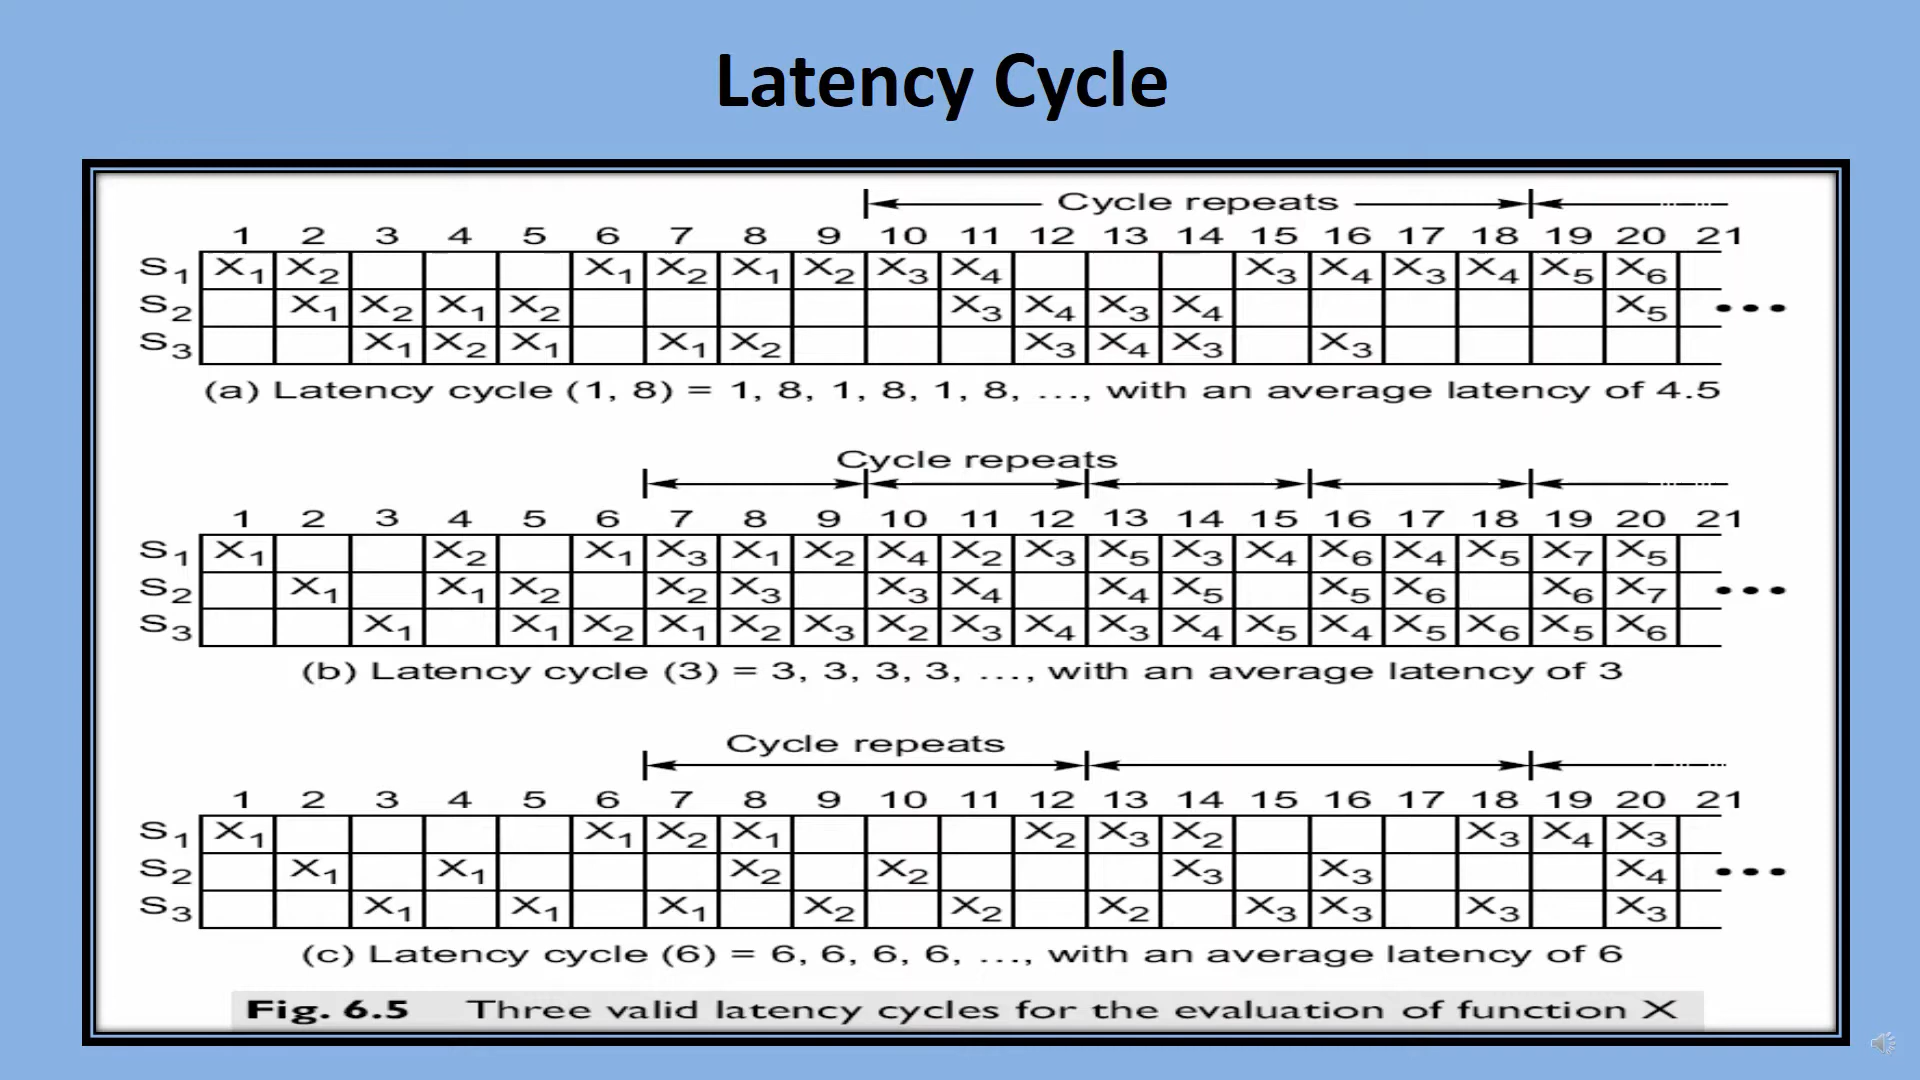 Latency Cycle
Cycle repeats
1 2 3 4 5 6 7 8 9 10 11 12 13 14 15 16 17 18 19 20 21
S1 X1 X2 X1 X2 X1 X2 X3 X4 X3 X4 X3 X4 X5 X6
S2 X1 X2 X1 X2 X3 X4 X3 X4 X5 •••
S3 X1 X2 X1 X1 X2 X3 X4 X3 X3
(a) Latency cycle (1, 8) = 1, 8, 1, 8, 1, 8, ..., with an average latency of 4.5
Cycle repeats
1 2 3 4 5 6 7 8 9 10 11 12 13 14 15 16 17 18 19 20 21
S1 X1 X2 X1 X3 X1 X2 X4 X2 X3 X5 X3 X4 X6 X4 X5 X7 X5
S2 X1 X1 X2 X2 X3 X3 X4 X4 X5 X5 X6 X6 X7 •••
S3 X1 X1 X2 X1 X2 X3 X2 X3 X4 X3 X4 X5 X4 X5 X6 X5 X6
(b) Latency cycle (3) = 3, 3, 3, 3, ..., with an average latency of 3
Cycle repeats
1 2 3 4 5 6 7 8 9 10 11 12 13 14 15 16 17 18 19 20 21
S1 X1 X1 X2 X1 X2 X3 X2 X3 X4 X3
S2 X1 X1 X2 X2 X3 X3 X4 •••
S3 X1 X1 X1 X2 X2 X2 X3 X3 X3 X3
(c) Latency cycle (6) = 6, 6, 6, 6, ..., with an average latency of 6
Fig. 6.5 Three valid latency cycles for the evaluation of function X